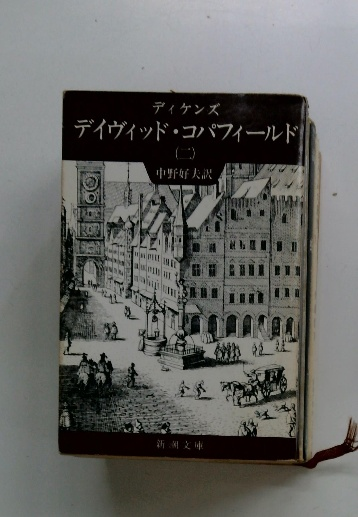 ディケンズ
デイヴィッド・コパフィールド
(二)
中野好夫訳
新潮文庫